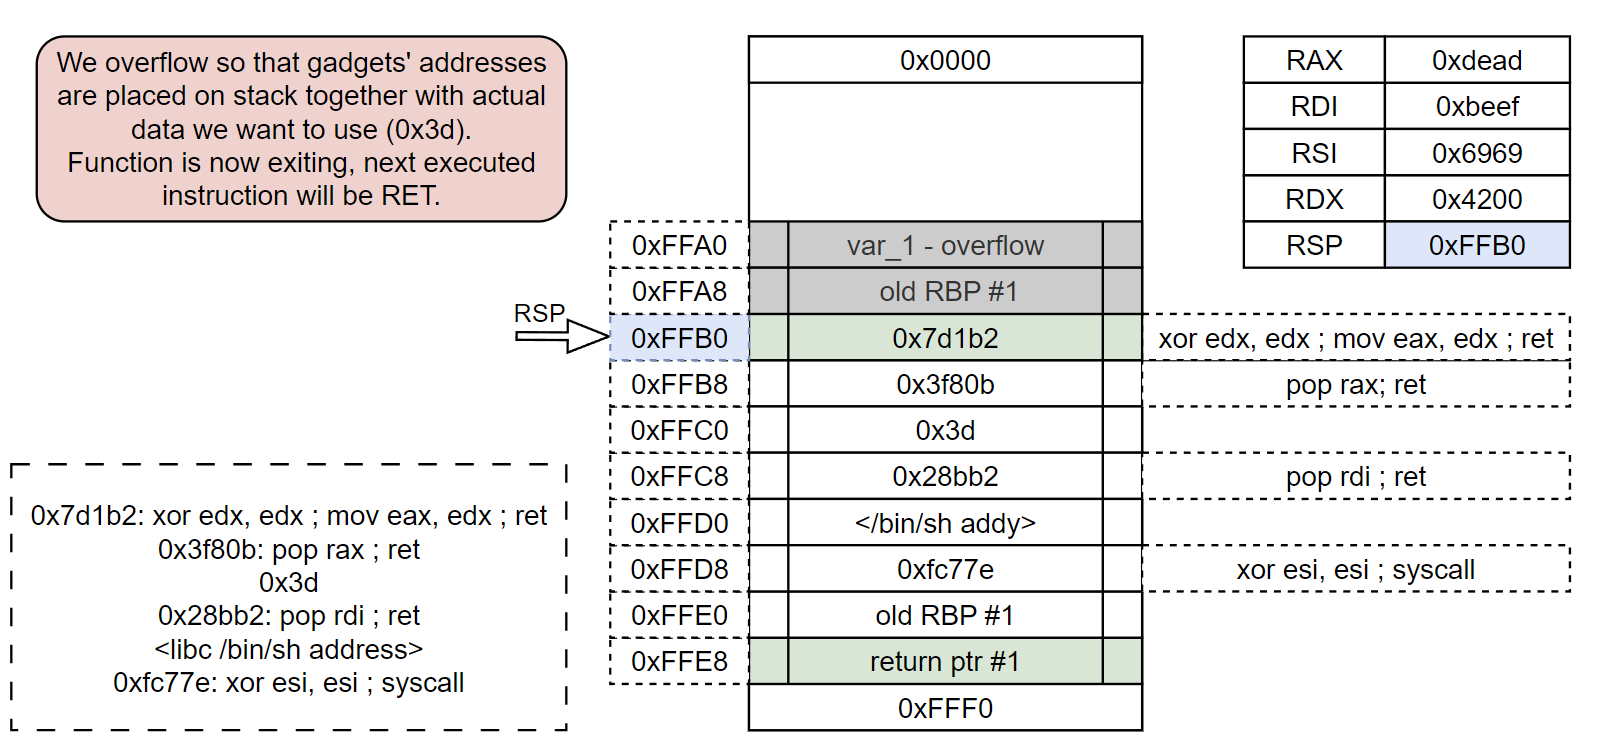 We overflow so that gadgets' addresses
are placed on stack together with actual
data we want to use (0x3d).
Function is now exiting, next executed
instruction will be RET.
0x0000
RAX 0xdead
RDI 0xbeef
RSI 0x6969
RDX 0x4200
RSP 0xFFB0
0xFFA0 var_1 - overflow
0xFFA8 old RBP #1
RSP
0xFFB0 0x7d1b2 xor edx, edx ; mov eax, edx ; ret
0xFFB8 0x3f80b pop rax; ret
0xFFC0 0x3d
0xFFC8 0x28bb2 pop rdi ; ret
0xFFD0 </bin/sh addy>
0xFFD8 0xfc77e xor esi, esi ; syscall
0xFFE0 old RBP #1
0xFFE8 return ptr #1
0xFFF0
0x7d1b2: xor edx, edx ; mov eax, edx ; ret
0x3f80b: pop rax ; ret
0x3d
0x28bb2: pop rdi ; ret
<libc /bin/sh address>
0xfc77e: xor esi, esi ; syscall